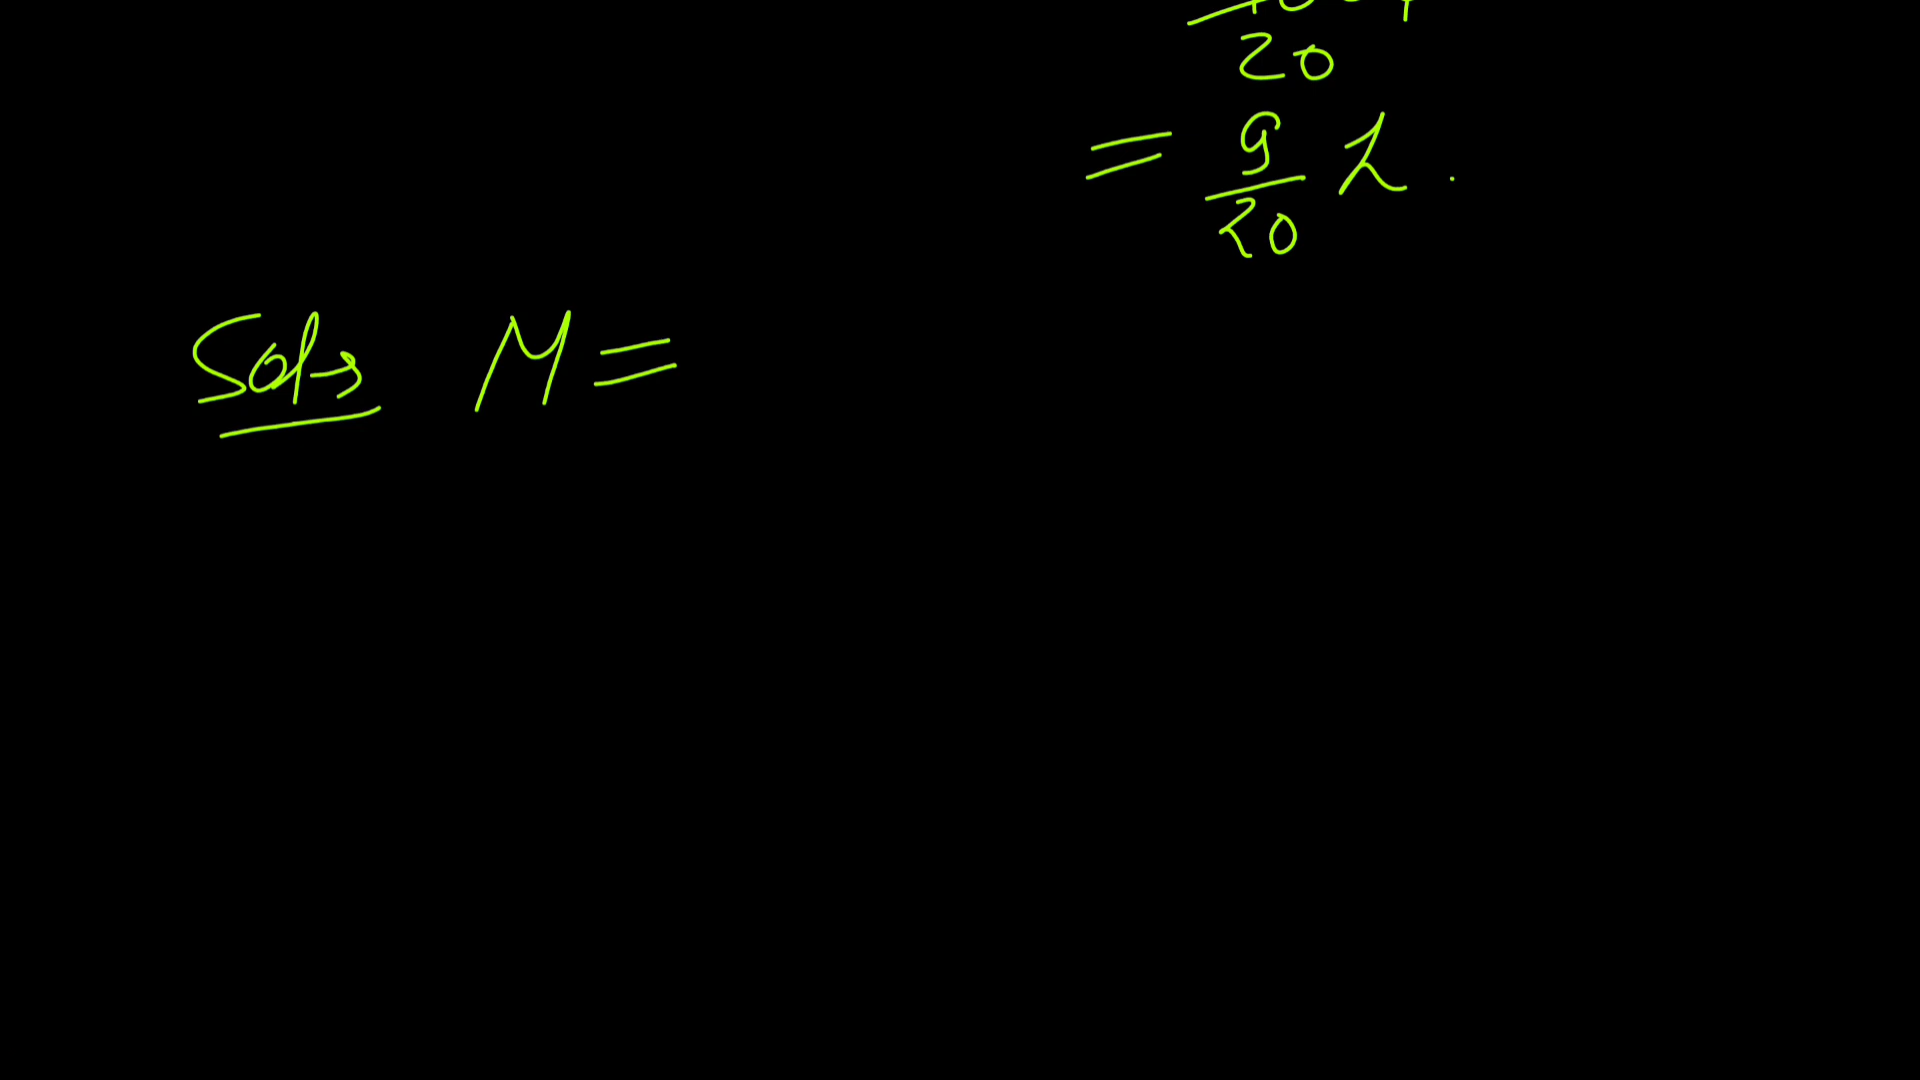 20
= 9/20 λ.
Sol→ M =